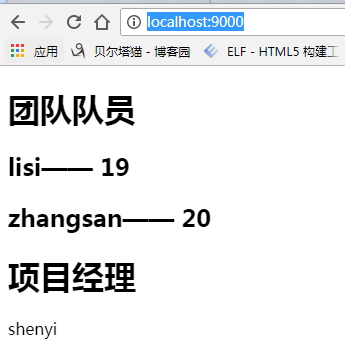 localhost:9000
应用 贝尔塔猫 - 博客园 ELF - HTML5 构建工
团队队员
lisi—— 19
zhangsan—— 20
项目经理
shenyi